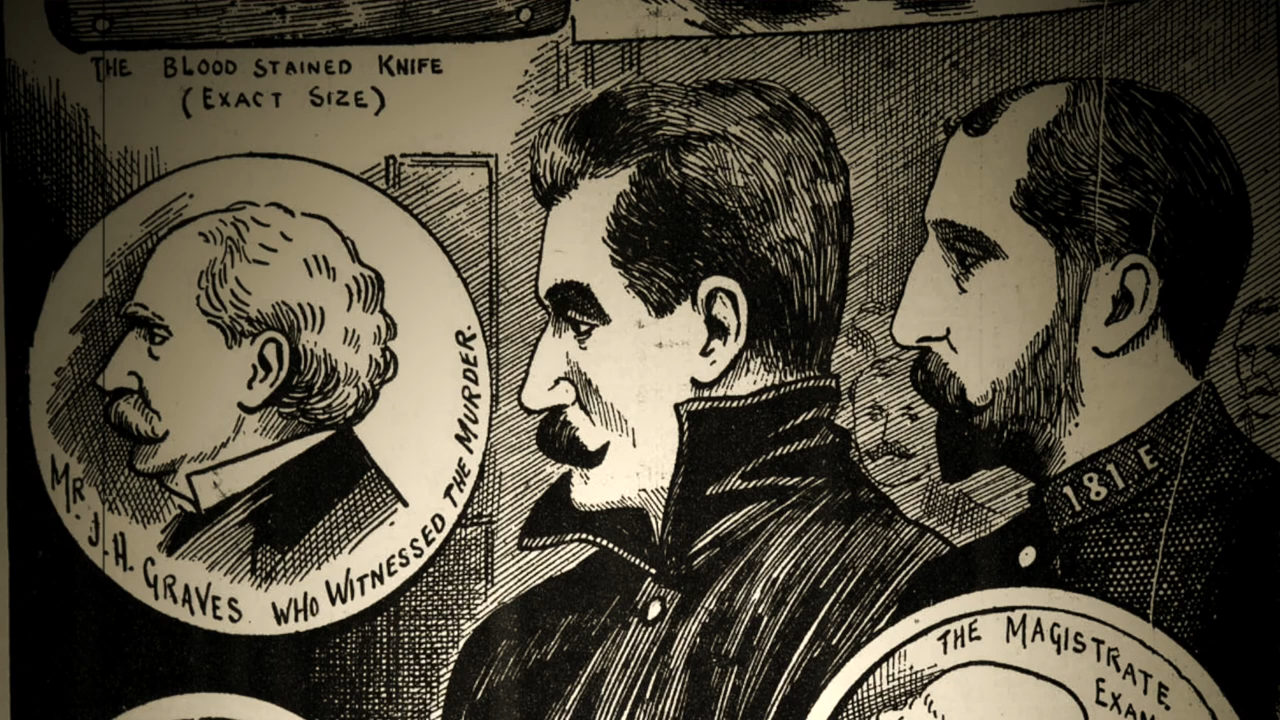 THE BLOOD STAINED KNIFE
(EXACT SIZE)
MR. J. H. GRAVES WHO WITNESSED THE MURDER.
181 E
THE MAGISTRATE